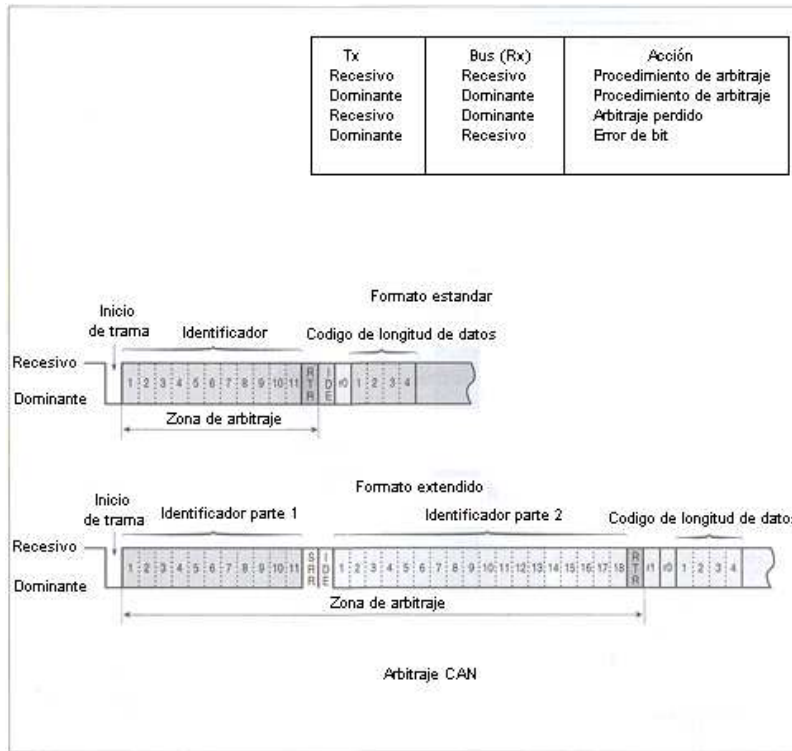 Tx Bus (Rx) Acción
Recesivo Recesivo Procedimiento de arbitraje
Dominante Dominante Procedimiento de arbitraje
Recesivo Dominante Arbitraje perdido
Dominante Recesivo Error de bit
Formato estandar
Inicio
de trama
Identificador
Codigo de longitud de datos
Recesivo
Dominante
1 2 3 4 5 6 7 8 9 10 11 RTR IDE r0 1 2 3 4
Zona de arbitraje
Formato extendido
Inicio
de trama
Identificador parte 1
Identificador parte 2
Codigo de longitud de datos
Recesivo
Dominante
1 2 3 4 5 6 7 8 9 10 11 SRR IDE 1 2 3 4 5 6 7 8 9 10 11 12 13 14 15 16 17 18 RTR r1 r0 1 2 3 4
Zona de arbitraje
Arbitraje CAN